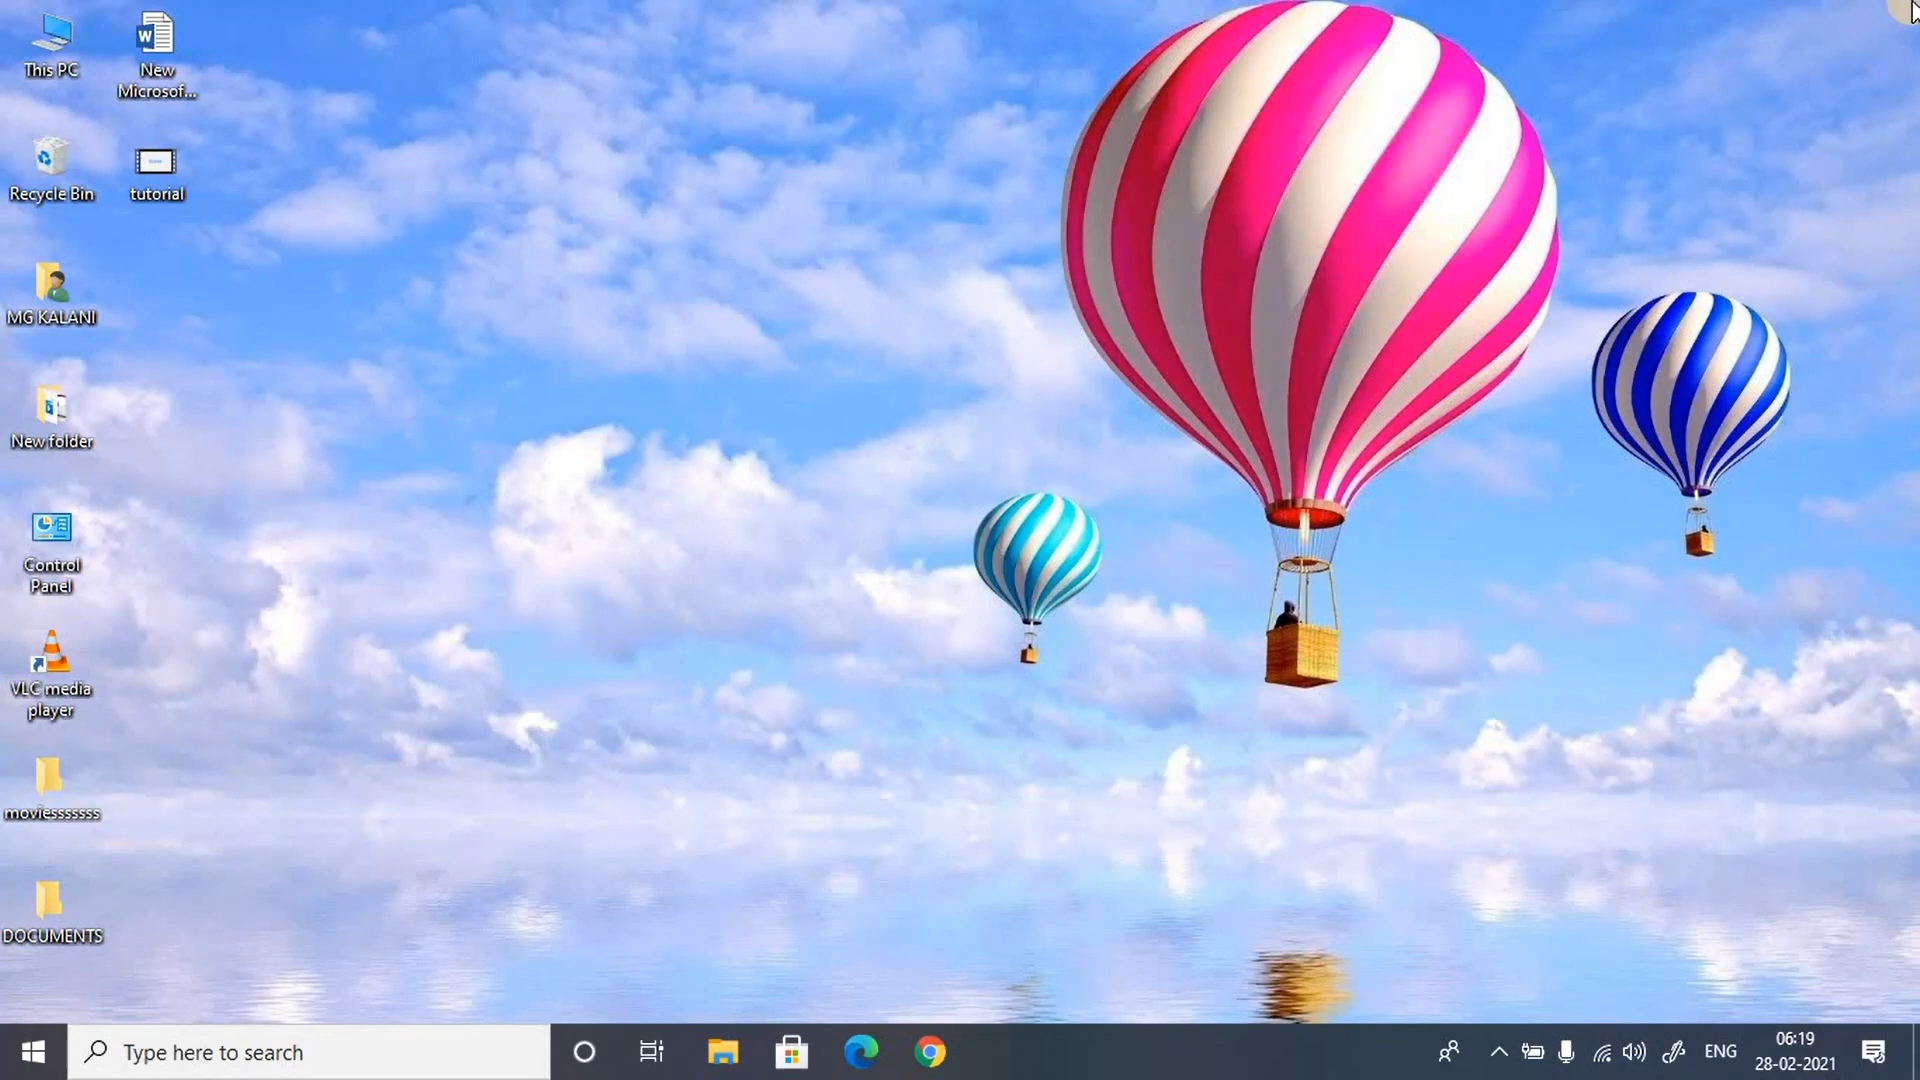 This PC
New
Microsof...
Recycle Bin
tutorial
MG KALANI
New folder
Control
Panel
VLC media
player
moviesssssss
DOCUMENTS
Type here to search
ENG
06:19
28-02-2021